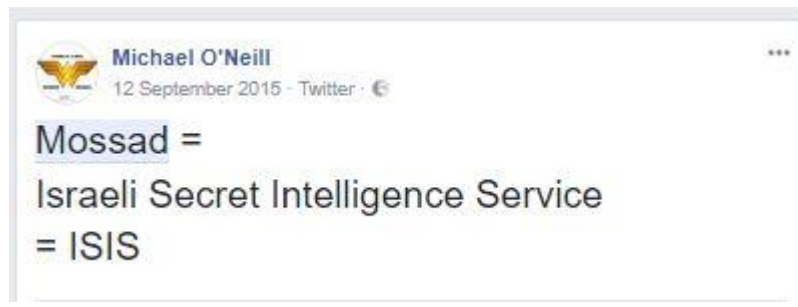 Michael O'Neill
12 September 2015 · Twitter ·
Mossad =
Israeli Secret Intelligence Service
= ISIS